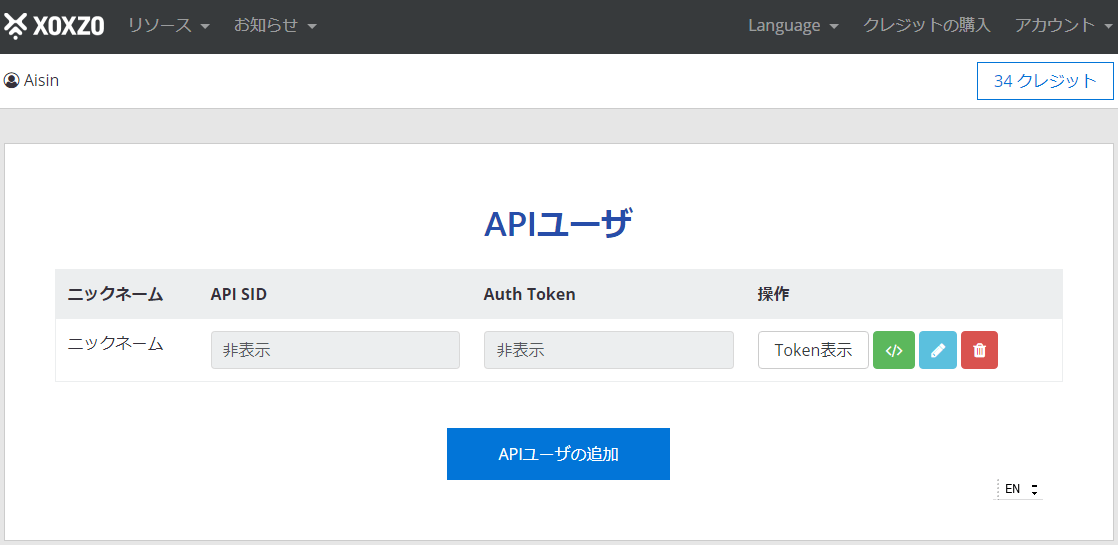 XOXZO リソース お知らせ Language クレジットの購入 アカウント
Aisin 34 クレジット
APIユーザ
ニックネーム API SID Auth Token 操作
ニックネーム 非表示 非表示 Token表示 </>
APIユーザの追加
EN